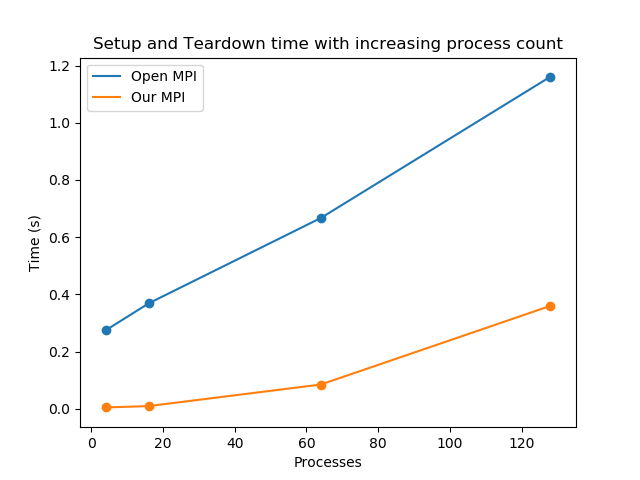 Setup and Teardown time with increasing process count
Open MPI
Our MPI
Time (s)
1.2
1.0
0.8
0.6
0.4
0.2
0.0
0 20 40 60 80 100 120
Processes